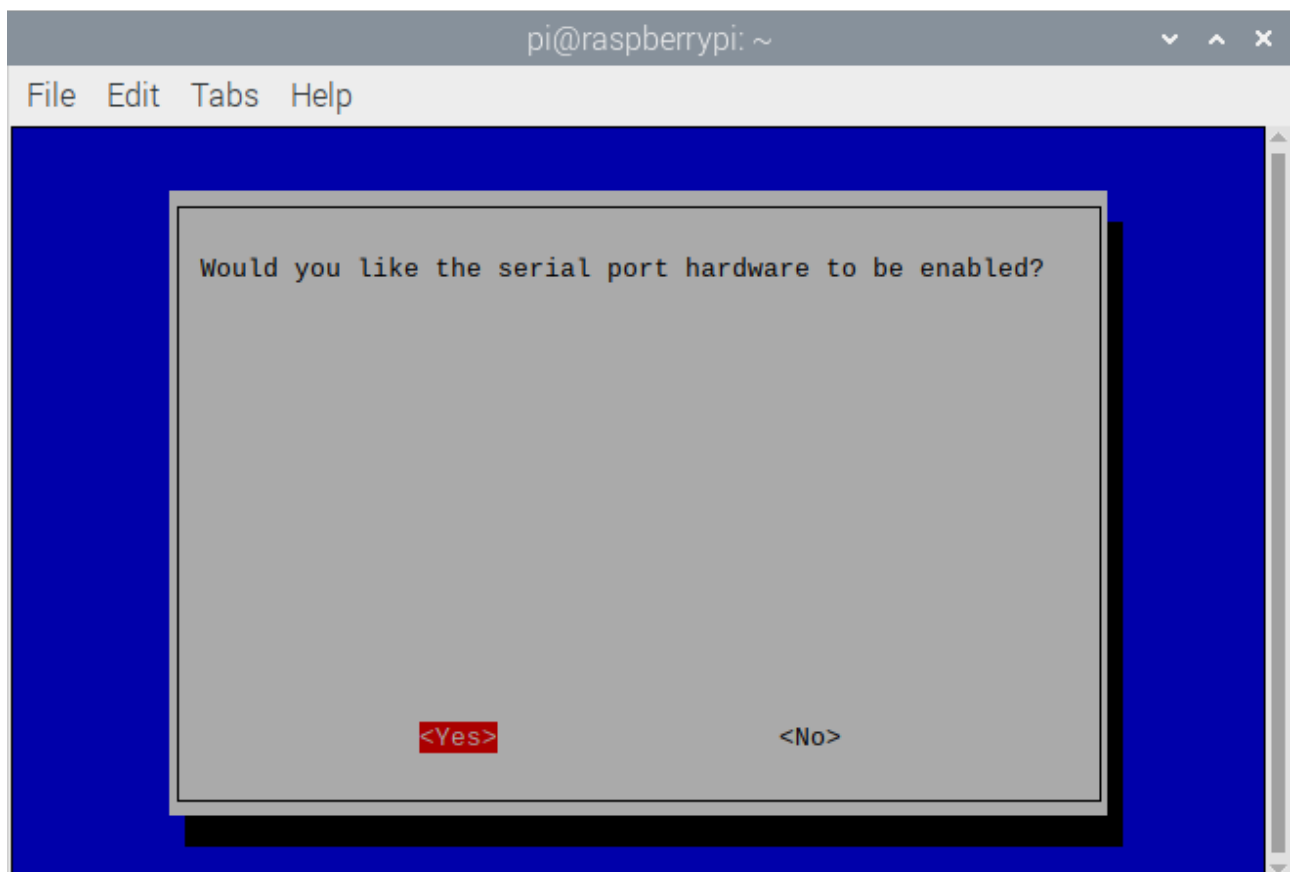 pi@raspberrypi: ~
File Edit Tabs Help
Would you like the serial port hardware to be enabled?
<Yes> <No>